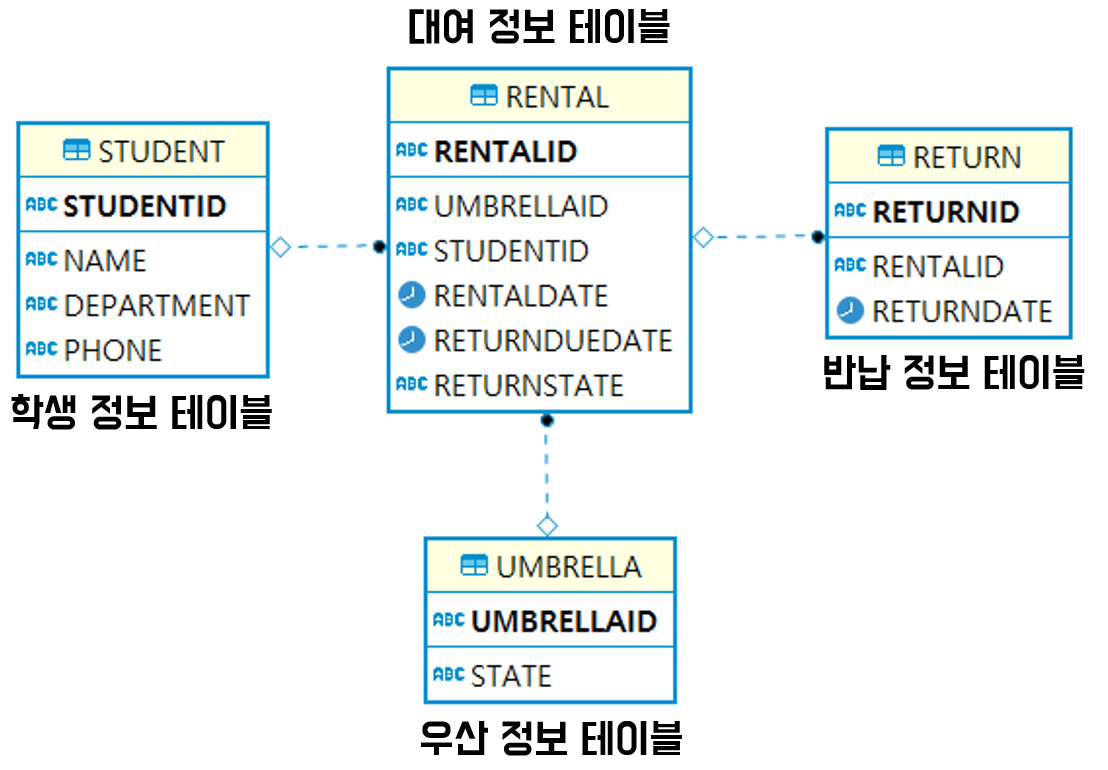 대여 정보 테이블
RENTAL
ABC RENTALID
ABC UMBRELLAID
ABC STUDENTID
RENTALDATE
RETURNDUEDATE
ABC RETURNSTATE
STUDENT
ABC STUDENTID
ABC NAME
ABC DEPARTMENT
ABC PHONE
학생 정보 테이블
RETURN
ABC RETURNID
ABC RENTALID
RETURNDATE
반납 정보 테이블
UMBRELLA
ABC UMBRELLAID
ABC STATE
우산 정보 테이블